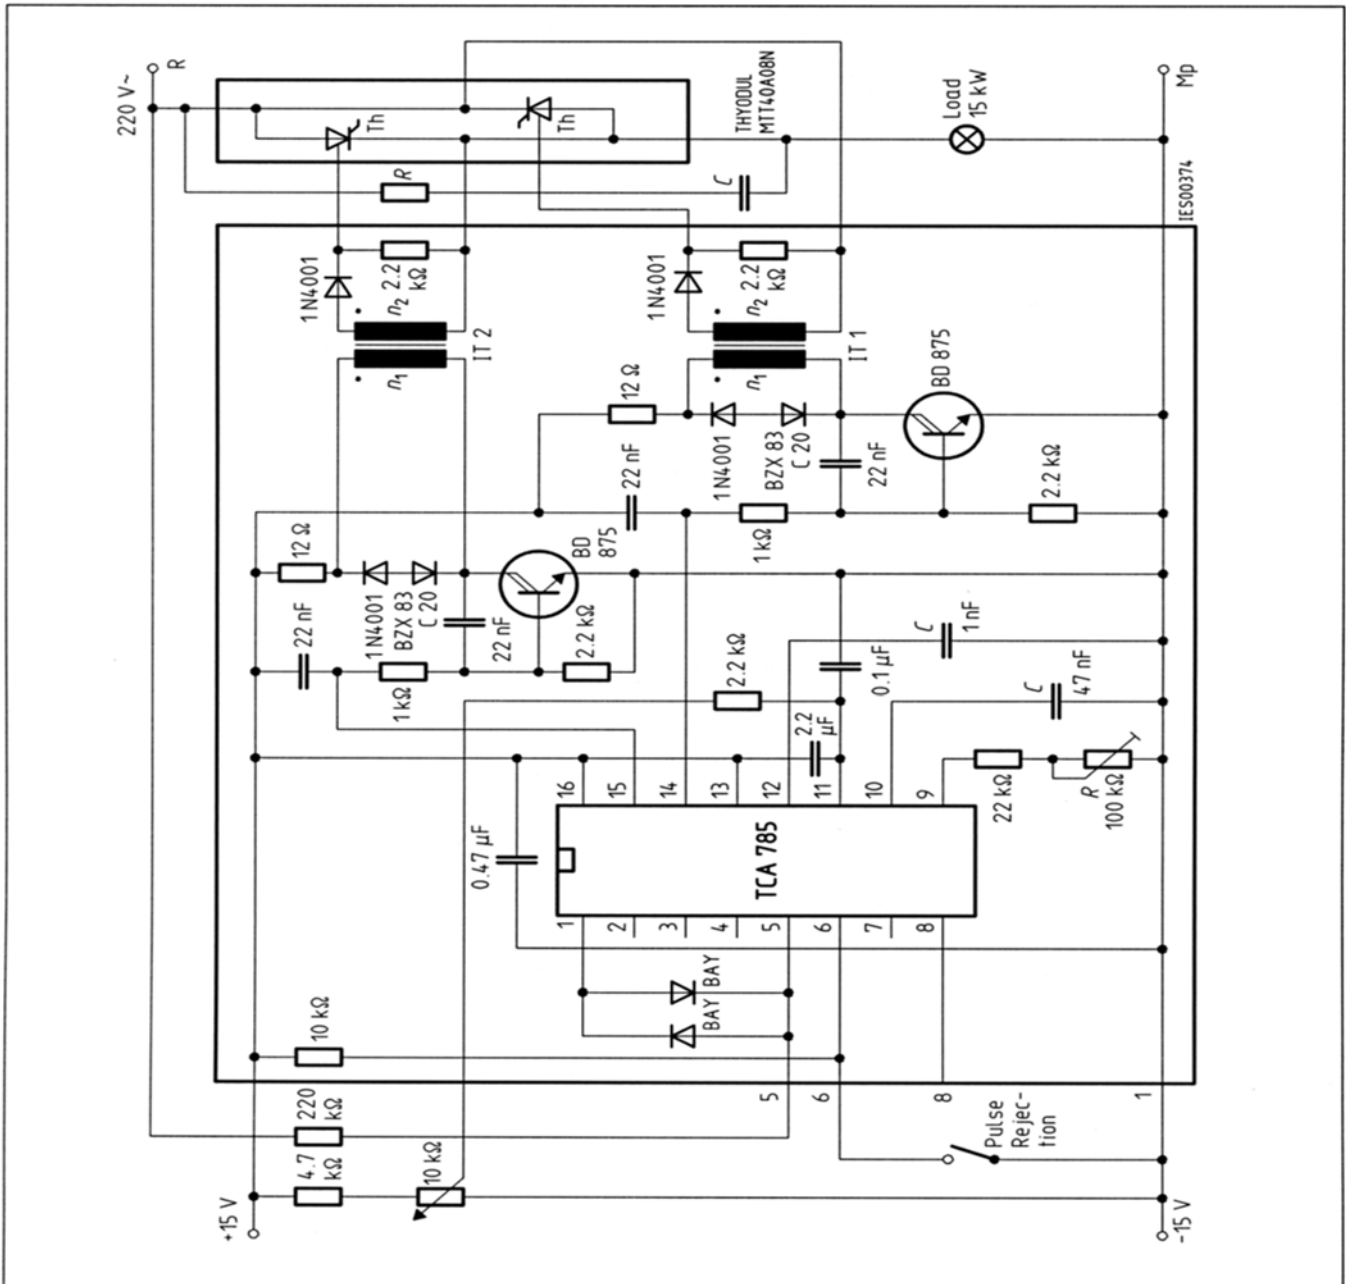 220 V~
R
Th
Th
THYODUL
MTT40A08N
Load
15 kW
Mp
IES00374
R
C
1N4001
n2
2.2
kΩ
n1
IT 2
1N4001
n2
2.2
kΩ
n1
IT 1
BD 875
12 Ω
22 nF
1N4001
BZX 83
C 20
22 nF
1 kΩ
2.2 kΩ
12 Ω
22 nF
1N4001
BZX 83
C 20
22 nF
1 kΩ
BD
875
2.2 kΩ
2.2 kΩ
0.1 µF
C
1 nF
C
47 nF
2.2
µF
22 kΩ
R
100 kΩ
0.47 µF
16
15
14
13
12
11
10
9
TCA 785
1
2
3
4
5
6
7
8
BAY
BAY
10 kΩ
5
6
8
1
220
kΩ
4.7
kΩ
10 kΩ
Pulse
Rejec-
tion
+15 V
-15 V